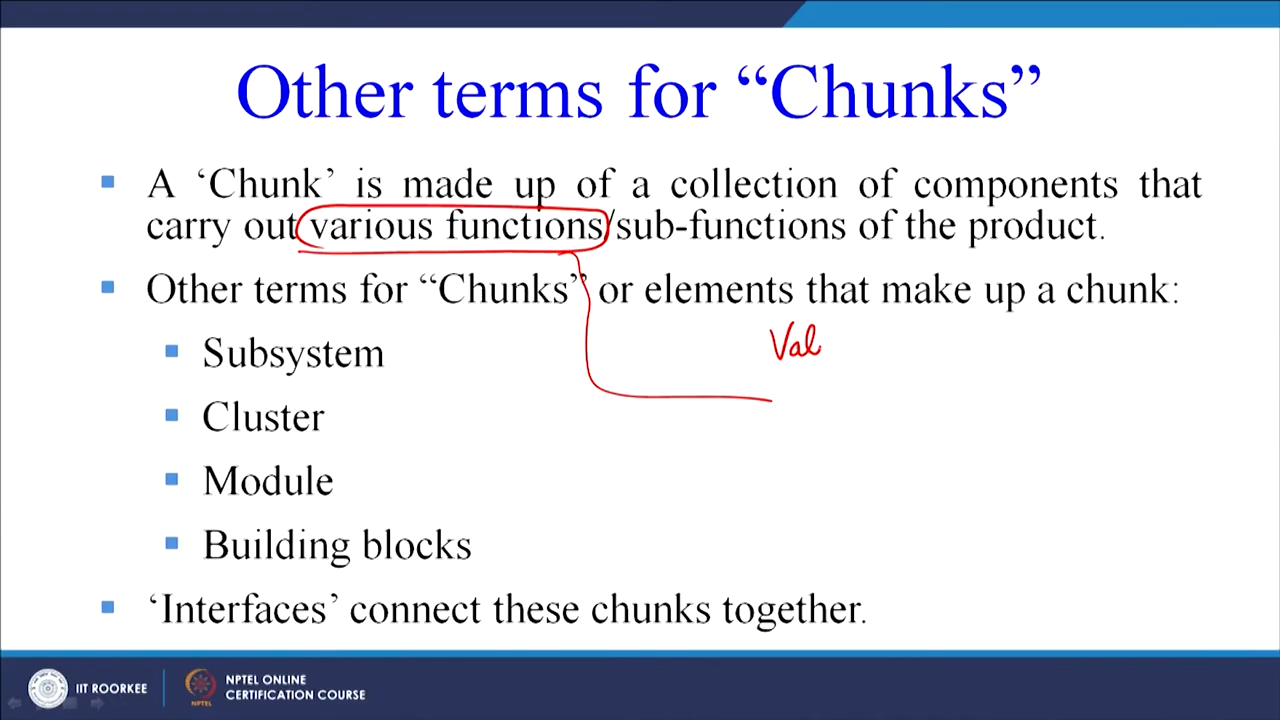 Other terms for “Chunks”
▪ A ‘Chunk’ is made up of a collection of components that
carry out various functions/sub-functions of the product.
▪ Other terms for “Chunks” or elements that make up a chunk:
▪ Subsystem
Val
▪ Cluster
▪ Module
▪ Building blocks
▪ ‘Interfaces’ connect these chunks together.
IIT ROORKEE
NPTEL
NPTEL ONLINE
CERTIFICATION COURSE